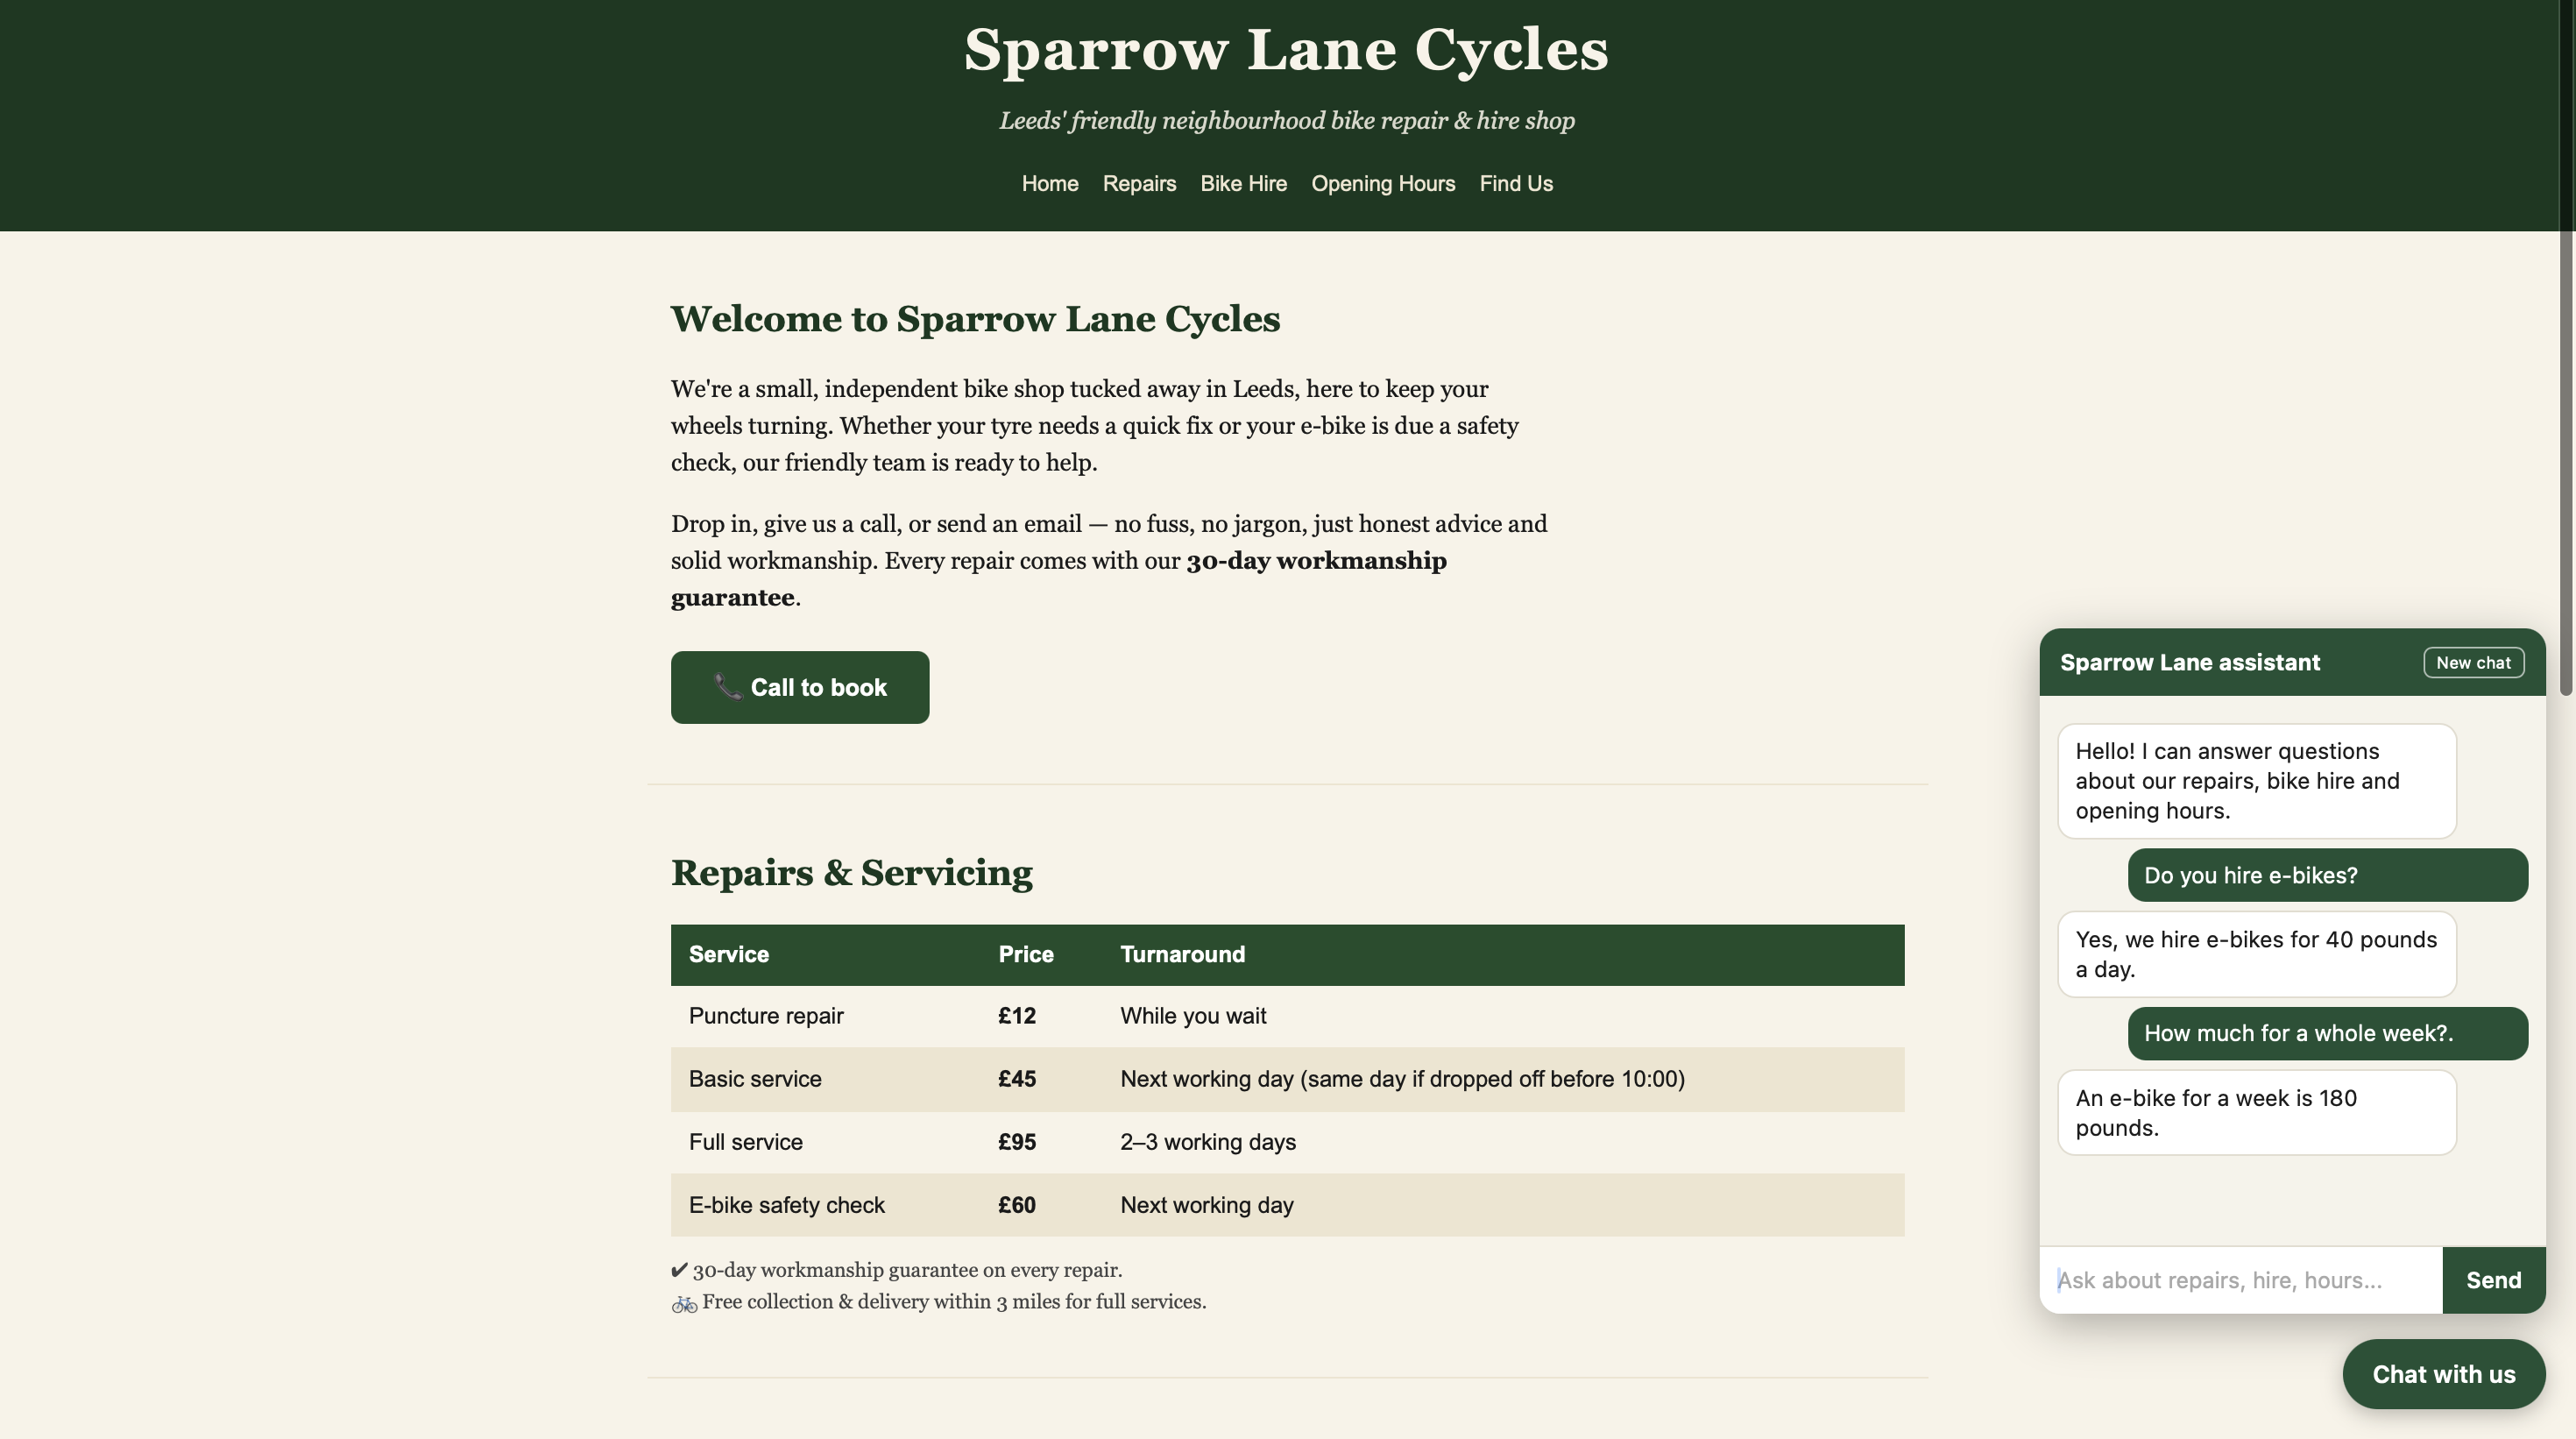 Sparrow Lane Cycles
Leeds' friendly neighbourhood bike repair & hire shop
Home Repairs Bike Hire Opening Hours Find Us
Welcome to Sparrow Lane Cycles
We're a small, independent bike shop tucked away in Leeds, here to keep your
wheels turning. Whether your tyre needs a quick fix or your e-bike is due a safety
check, our friendly team is ready to help.
Drop in, give us a call, or send an email — no fuss, no jargon, just honest advice and
solid workmanship. Every repair comes with our 30-day workmanship
guarantee.
📞 Call to book
Repairs & Servicing
Service Price Turnaround
Puncture repair £12 While you wait
Basic service £45 Next working day (same day if dropped off before 10:00)
Full service £95 2–3 working days
E-bike safety check £60 Next working day
✔ 30-day workmanship guarantee on every repair.
🚲 Free collection & delivery within 3 miles for full services.
Sparrow Lane assistant New chat
Hello! I can answer questions
about our repairs, bike hire and
opening hours.
Do you hire e-bikes?
Yes, we hire e-bikes for 40 pounds
a day.
How much for a whole week?.
An e-bike for a week is 180
pounds.
Ask about repairs, hire, hours... Send
Chat with us